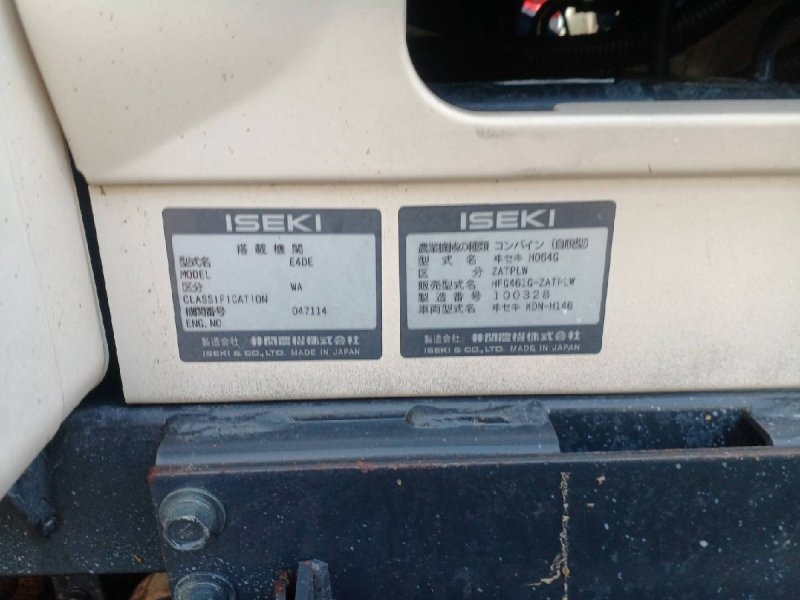 ISEKI
搭載機関
型式名 E4DE
MODEL
区分 WA
CLASSIFICATION
機関番号 047114
ENG.NO.
製造会社 井関農機株式会社
ISEKI & CO., LTD. MADE IN JAPAN
ISEKI
農業機械の種類 コンバイン (自脱型)
型式名 ヰセキ HO64G
区分 ZATPLW
販売型式名 HFG461G-ZATPLW
製造番号 100328
車両型式名 ヰセキ KDN-H146
製造会社 井関農機株式会社
ISEKI & CO., LTD. MADE IN JAPAN